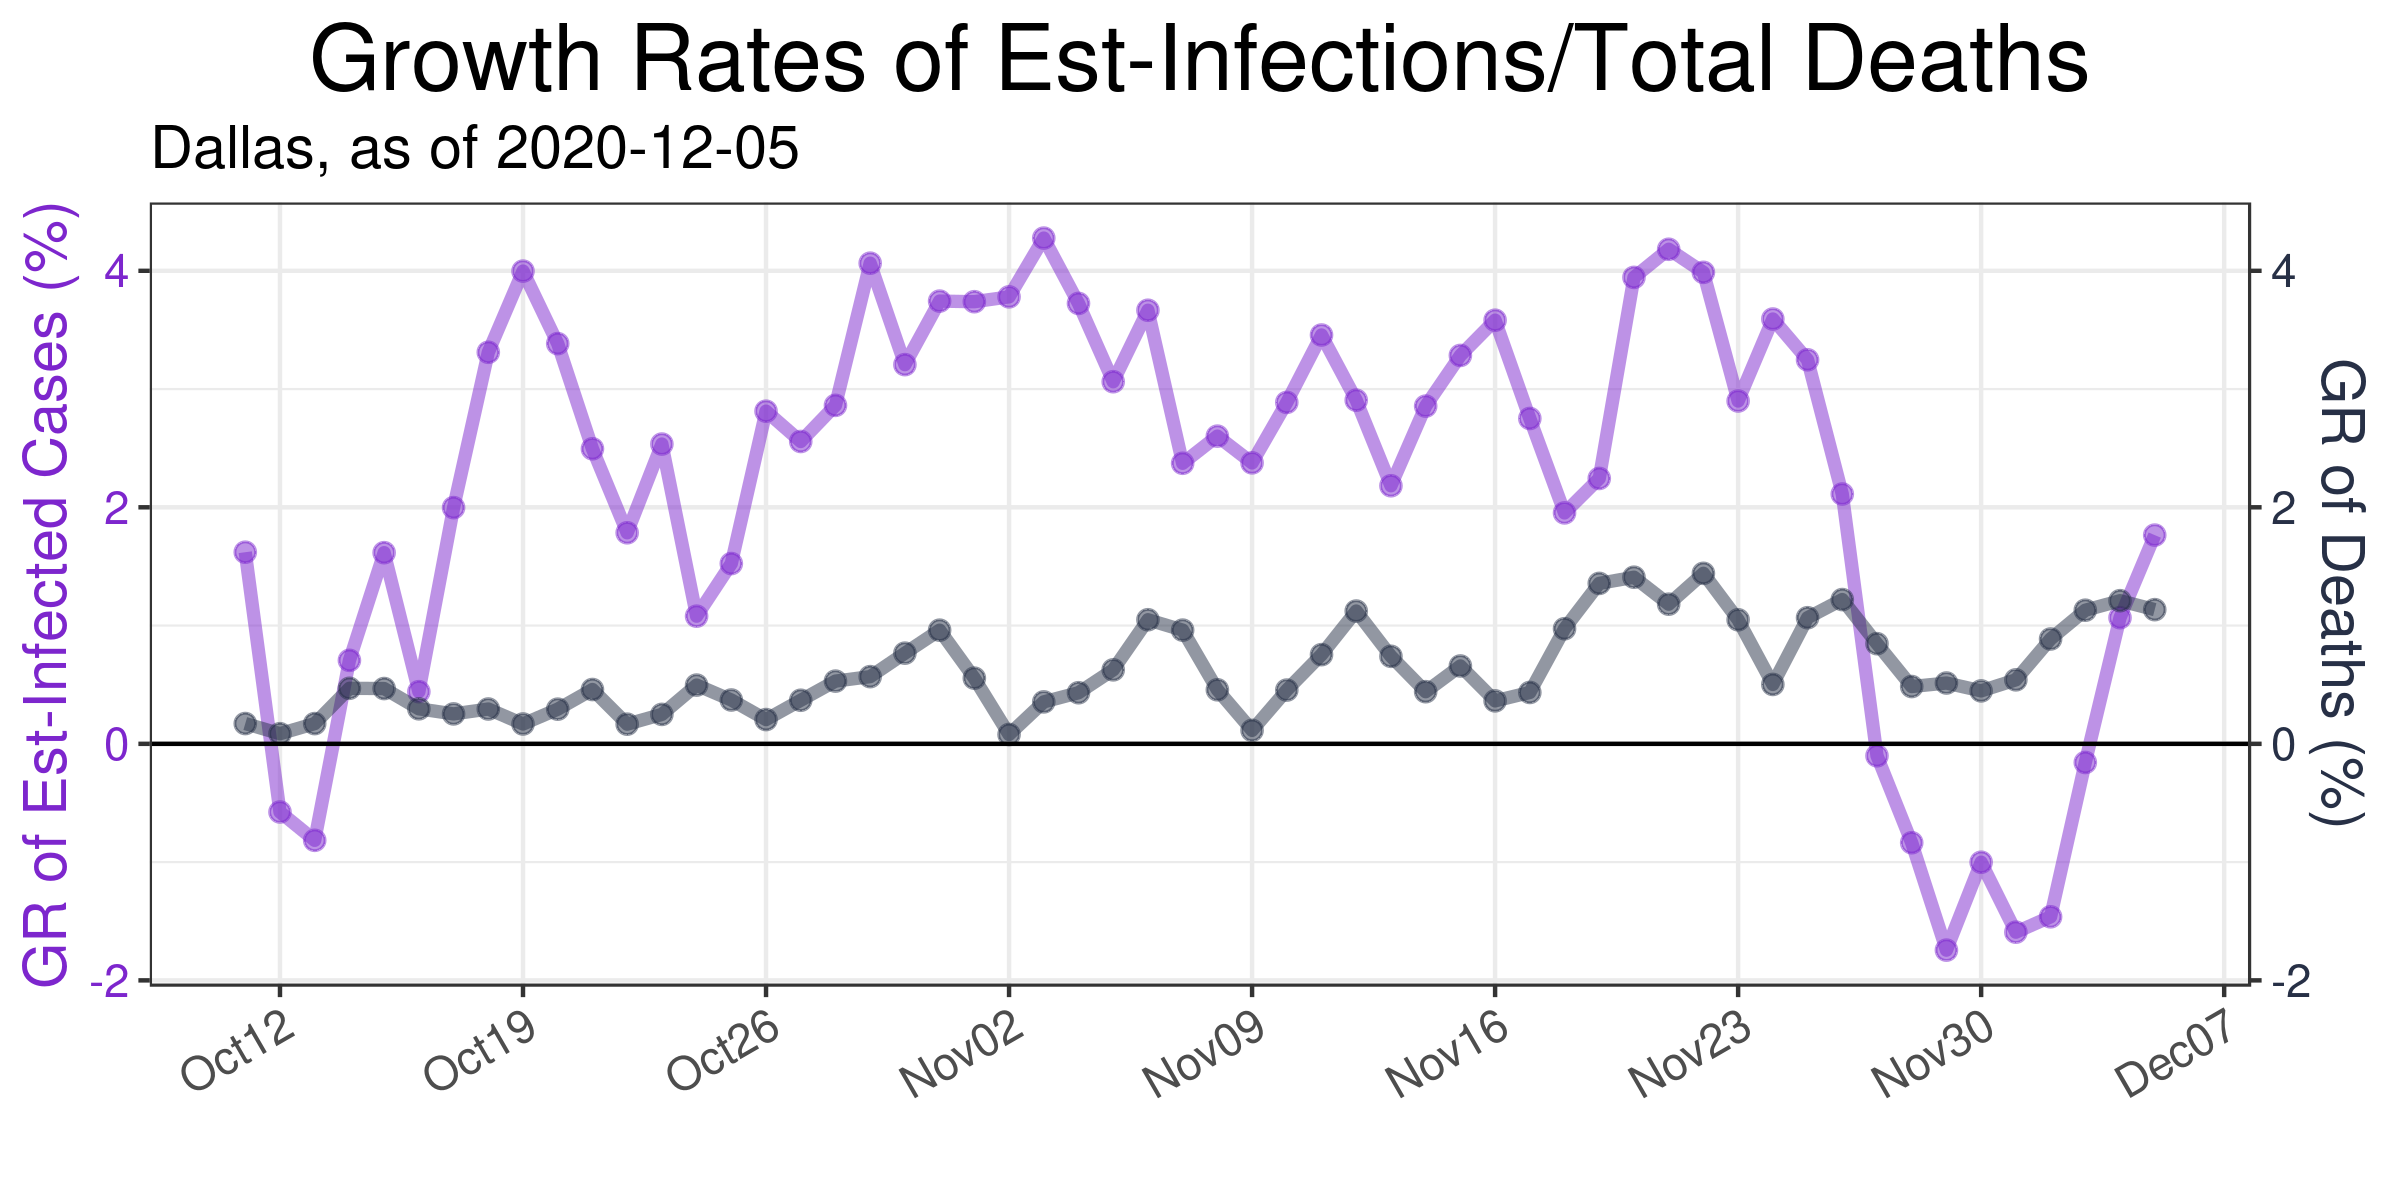 Growth Rates of Est-Infections/Total Deaths
Dallas, as of 2020-12-05
GR of Est-Infected Cases (%)
4
2
0
-2
4
2
0
-2
GR of Deaths (%)
Oct12
Oct19
Oct26
Nov02
Nov09
Nov16
Nov23
Nov30
Dec07